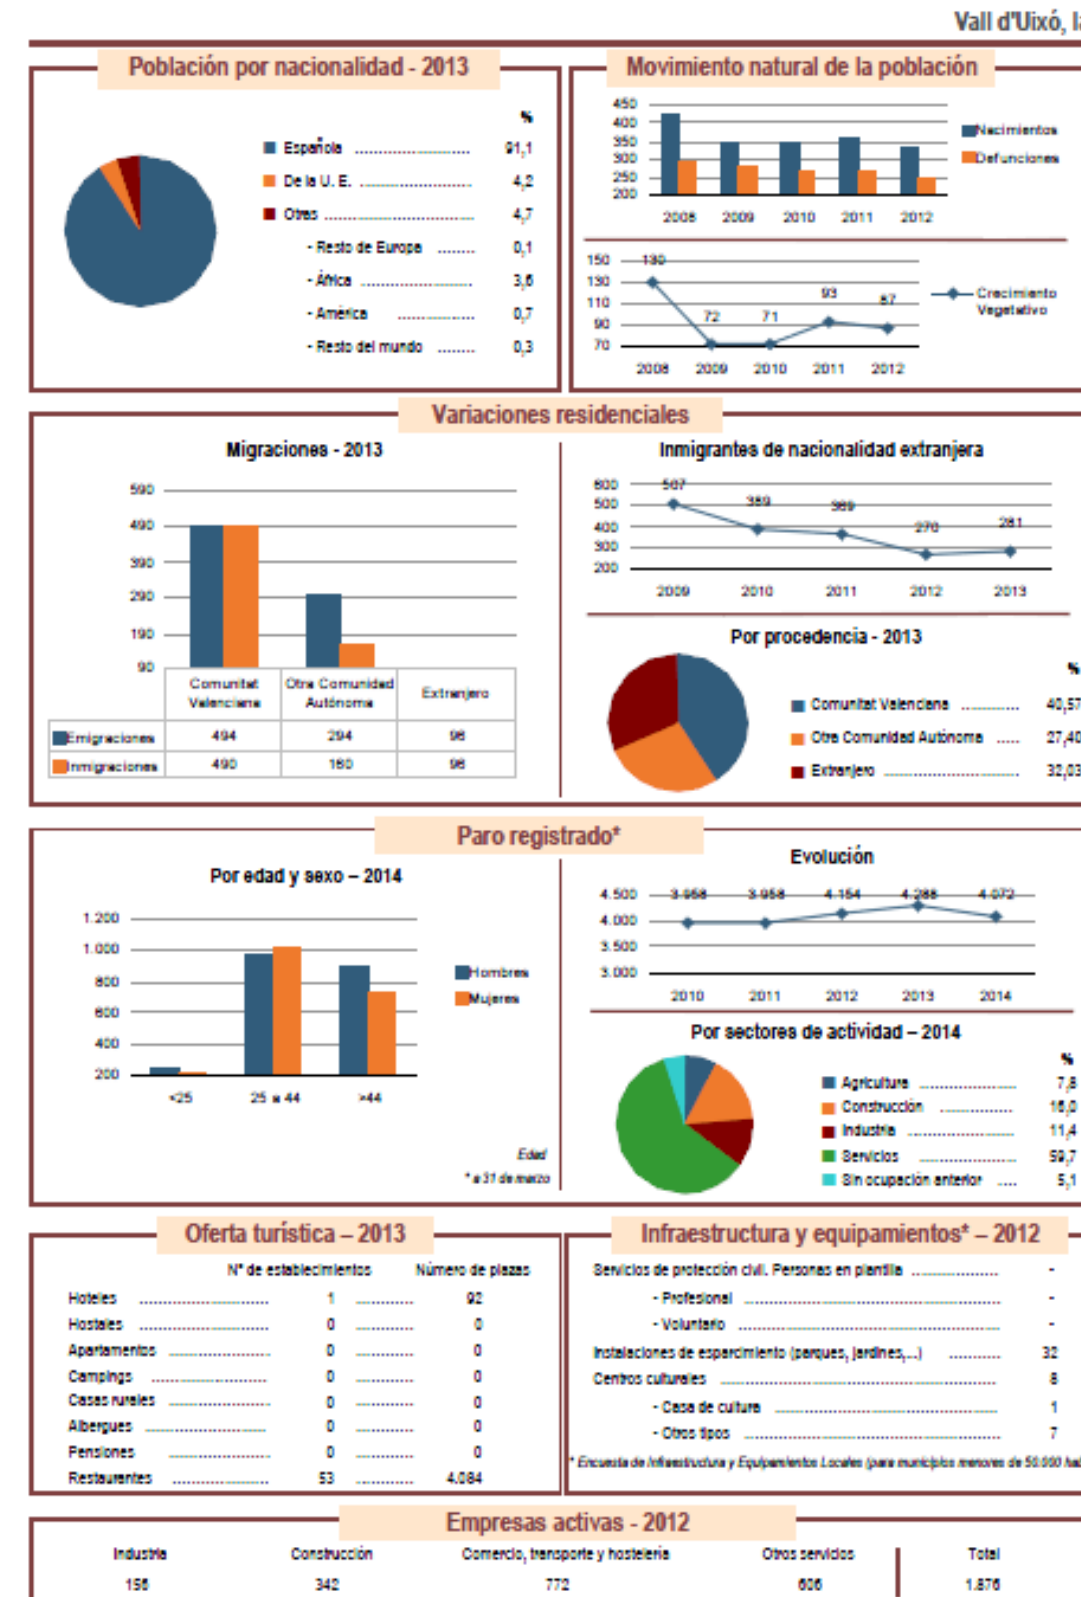 Vall d'Uixó, la
Población por nacionalidad - 2013
%
Española 91,1
De la U. E. 4,2
Otras 4,7
- Resto de Europa 0,1
- África 3,6
- América 0,7
- Resto del mundo 0,3
Movimiento natural de la población
450
400
350
300
250
200
2008 2009 2010 2011 2012
Nacimientos
Defunciones
150
130
110
90
70
130 72 71 93 87
2008 2009 2010 2011 2012
Crecimiento
Vegetativo
Variaciones residenciales
Migraciones - 2013
590
490
390
290
190
90
Comunitat Valenciana Otra Comunidad Autónoma Extranjero
Emigraciones 494 294 96
Inmigraciones 490 160 96
Inmigrantes de nacionalidad extranjera
600
500
400
300
200
507 389 369 270 281
2009 2010 2011 2012 2013
Por procedencia - 2013
%
Comunitat Valenciana 40,57
Otra Comunidad Autónoma 27,40
Extranjero 32,03
Paro registrado*
Por edad y sexo – 2014
1.200
1.000
800
600
400
200
<25 25 a 44 >44
Hombres
Mujeres
Edad
* a 31 de marzo
Evolución
4.500
4.000
3.500
3.000
3.958 3.958 4.154 4.288 4.072
2010 2011 2012 2013 2014
Por sectores de actividad – 2014
%
Agricultura 7,8
Construcción 16,0
Industria 11,4
Servicios 59,7
Sin ocupación anterior 5,1
Oferta turística – 2013
Nº de establecimientos Número de plazas
Hoteles 1 92
Hostales 0 0
Apartamentos 0 0
Campings 0 0
Casas rurales 0 0
Albergues 0 0
Pensiones 0 0
Restaurantes 53 4.084
Infraestructura y equipamientos* – 2012
Servicios de protección civil. Personas en plantilla -
- Profesional -
- Voluntario -
Instalaciones de esparcimiento (parques, jardines,...) 32
Centros culturales 8
- Casa de cultura 1
- Otros tipos 7
* Encuesta de Infraestructura y Equipamientos Locales (para municipios menores de 50.000 hab
Empresas activas - 2012
Industria Construcción Comercio, transporte y hostelería Otros servicios Total
156 342 772 606 1.876